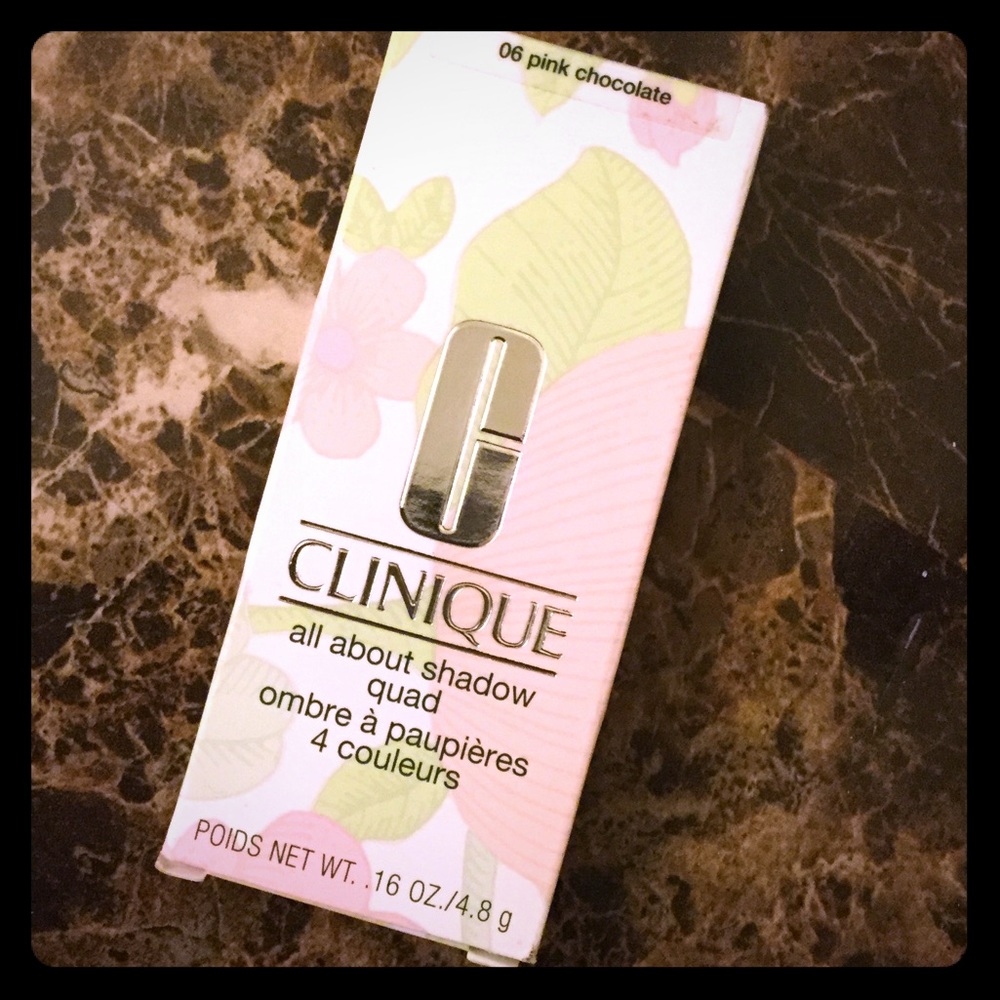 06 pink chocolate
CLINIQUE
all about shadow
quad
ombre à paupières
4 couleurs
POIDS NET WT. .16 OZ./4.8 g